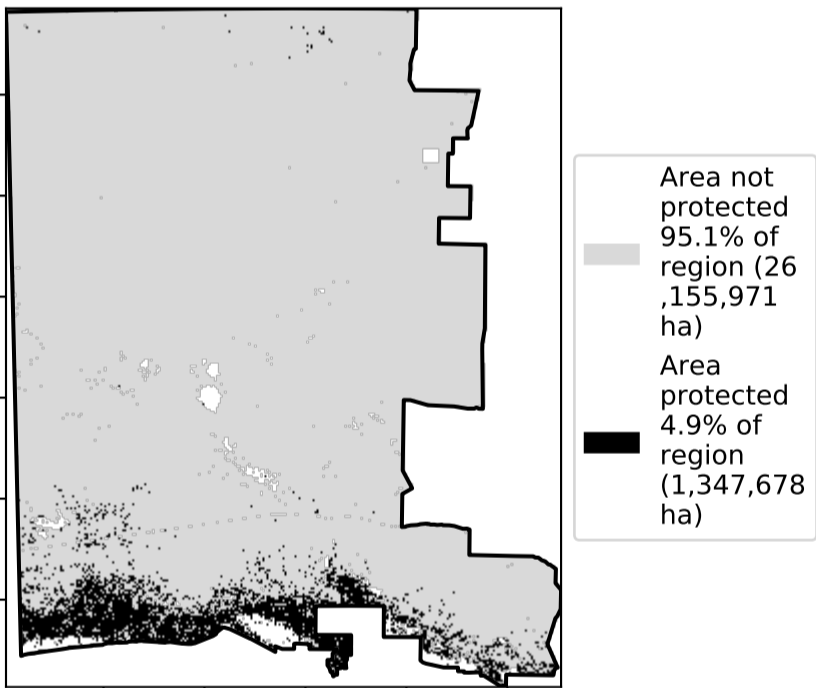 Area not
protected
95.1% of
region (26
,155,971
ha)
Area
protected
4.9% of
region
(1,347,678
ha)